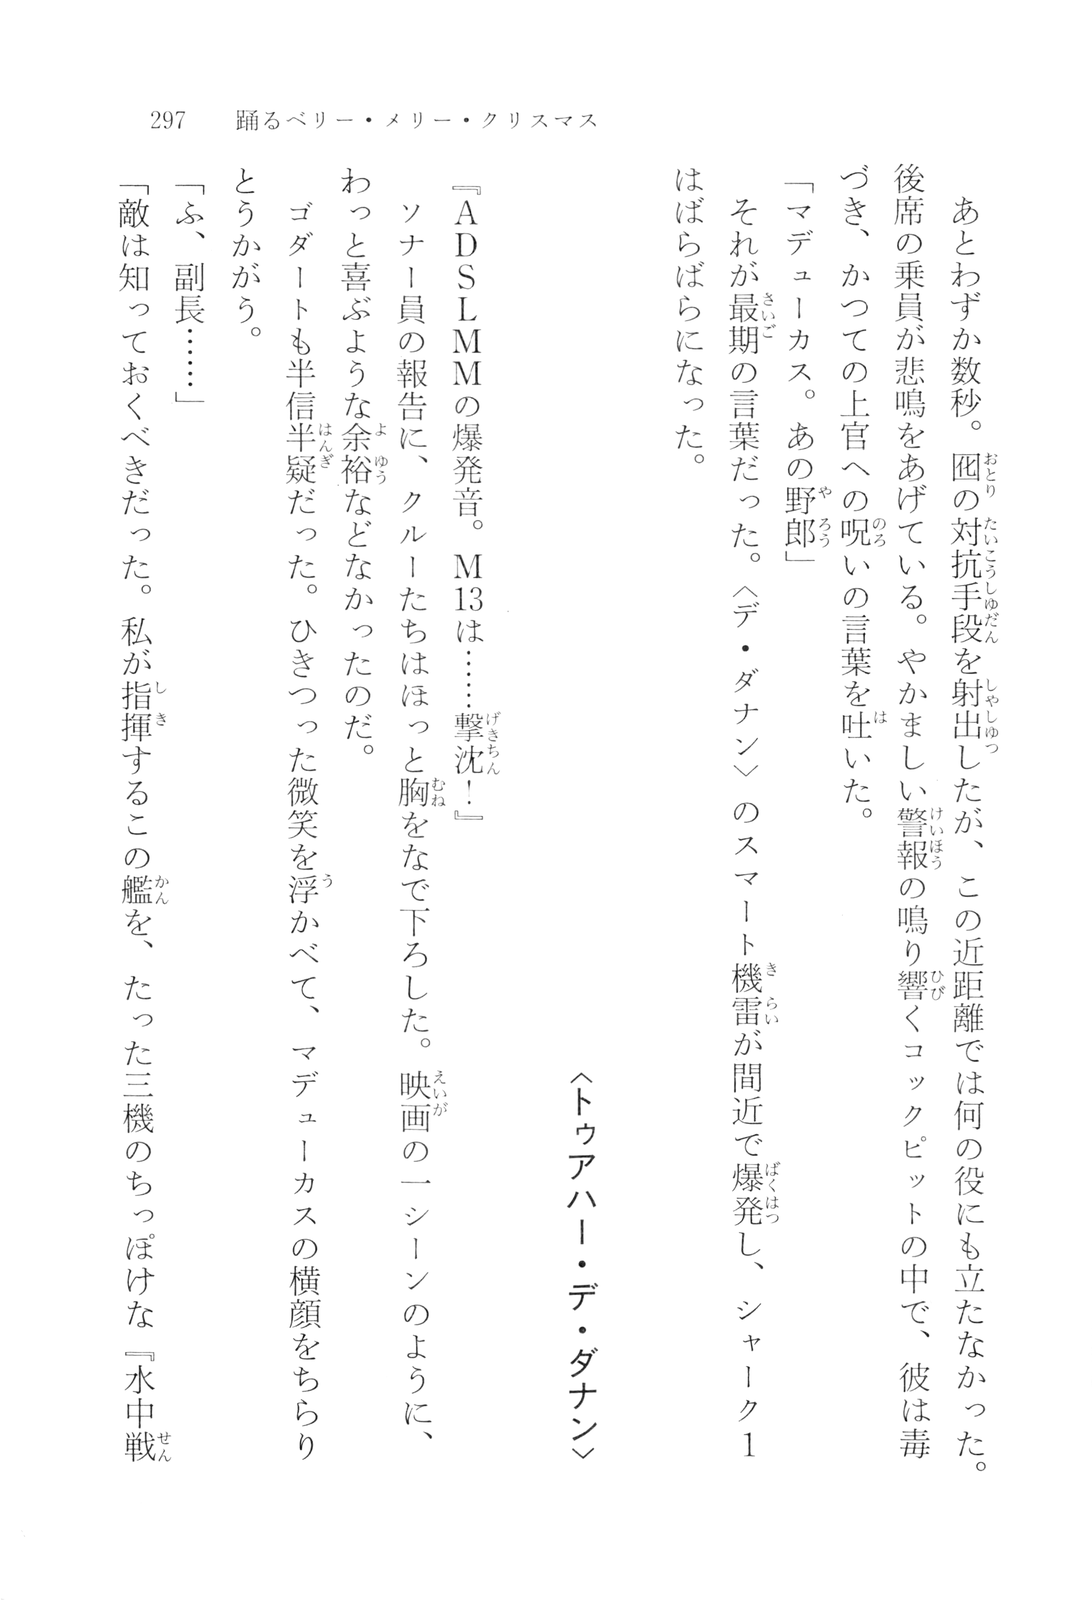 297　踊るベリー・メリー・クリスマス
　あとわずか数秒。囮の対抗手段を射出したが、この近距離では何の役にも立たなかった。
後席の乗員が悲鳴をあげている。やかましい警報の鳴り響くコックピットの中で、彼は毒
づき、かつての上官への呪いの言葉を吐いた。
「マデューカス。あの野郎」
　それが最期の言葉だった。〈デ・ダナン〉のスマート機雷が間近で爆発し、シャーク1
はばらばらになった。
〈トゥアハー・デ・ダナン〉
『ADSLMMの爆発音。M13は……撃沈！』
　ソナー員の報告に、クルーたちはほっと胸をなで下ろした。映画の一シーンのように、
わっと喜ぶような余裕などなかったのだ。
　ゴダートも半信半疑だった。ひきつった微笑を浮かべて、マデューカスの横顔をちらり
とうかがう。
「ふ、副長……」
「敵は知っておくべきだった。私が指揮するこの艦を、たった三機のちっぽけな『水中戦